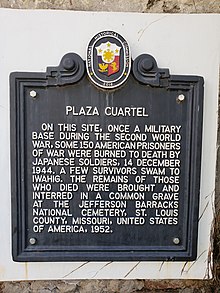 PLAZA CUARTEL
ON THIS SITE, ONCE A MILITARY
BASE DURING THE SECOND WORLD
WAR, SOME 150 AMERICAN PRISONERS
OF WAR WERE BURNED TO DEATH BY
JAPANESE SOLDIERS, 14 DECEMBER
1944. A FEW SURVIVORS SWAM TO
IWAHIG. THE REMAINS OF THOSE
WHO DIED WERE BROUGHT AND
INTERRED IN A COMMON GRAVE
AT THE JEFFERSON BARRACKS
NATIONAL CEMETERY, ST. LOUIS
COUNTY, MISSOURI, UNITED STATES
OF AMERICA, 1952.